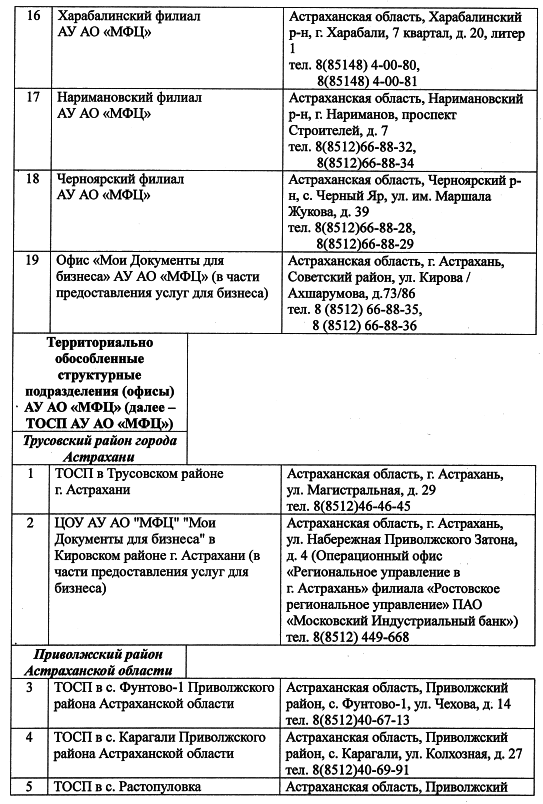 16
Харабалинский филиал
АУ АО «МФЦ»
Астраханская область, Харабалинский
р-н, г. Харабали, 7 квартал, д. 20, литер
1
тел. 8(85148) 4-00-80,
8(85148) 4-00-81
17
Наримановский филиал
АУ АО «МФЦ»
Астраханская область, Наримановский
р-н, г. Нариманов, проспект
Строителей, д. 7
тел. 8(8512)66-88-32,
8(8512)66-88-34
18
Черноярский филиал
АУ АО «МФЦ»
Астраханская область, Черноярский р-
н, с. Черный Яр, ул. им. Маршала
Жукова, д. 39
тел. 8(8512)66-88-28,
8(8512)66-88-29
19
Офис «Мои Документы для
бизнеса» АУ АО «МФЦ» (в части
предоставления услуг для бизнеса)
Астраханская область, г. Астрахань,
Советский район, ул. Кирова /
Ахшарумова, д.73/86
тел. 8 (8512) 66-88-35,
8 (8512) 66-88-36
Территориально
обособленные
структурные
подразделения (офисы)
АУ АО «МФЦ» (далее –
ТОСП АУ АО «МФЦ»)
Трусовский район города
Астрахани
1
ТОСП в Трусовском районе
г. Астрахани
Астраханская область, г. Астрахань,
ул. Магистральная, д. 29
тел. 8(8512)46-46-45
2
ЦОУ АУ АО "МФЦ" "Мои
Документы для бизнеса" в
Кировском районе г. Астрахани (в
части предоставления услуг для
бизнеса)
Астраханская область, г. Астрахань,
ул. Набережная Приволжского Затона,
д. 4 (Операционный офис
«Региональное управление в
г. Астрахань» филиала «Ростовское
региональное управление» ПАО
«Московский Индустриальный банк»)
тел. 8(8512) 449-668
Приволжский район
Астраханской области
3
ТОСП в с. Фунтово-1 Приволжского
района Астраханской области
Астраханская область, Приволжский
район, с. Фунтово-1, ул. Чехова, д. 14
тел. 8(8512)40-67-13
4
ТОСП в с. Карагали Приволжского
района Астраханской области
Астраханская область, Приволжский
район, с. Карагали, ул. Колхозная, д. 27
тел. 8(8512)40-69-91
5
ТОСП в с. Растопуловка
Астраханская область, Приволжский